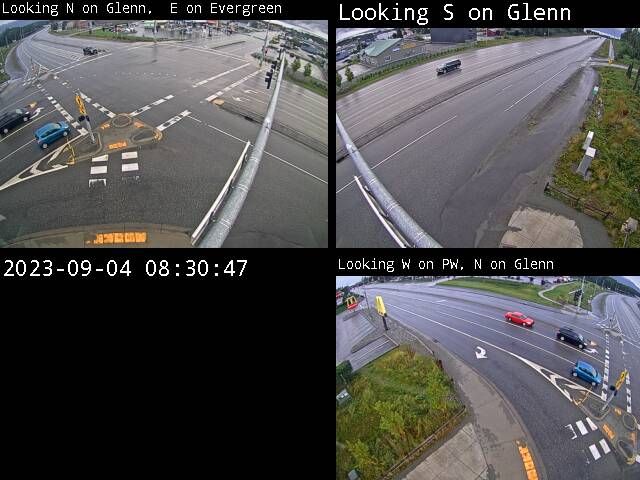 Looking N on Glenn,  E on Evergreen
Looking S on Glenn
2023-09-04 08:30:47
Looking W on PW, N on Glenn